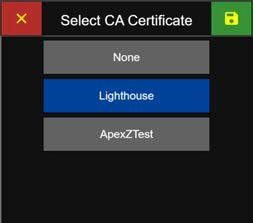 Select CA Certificate
None
Lighthouse
ApexZTest